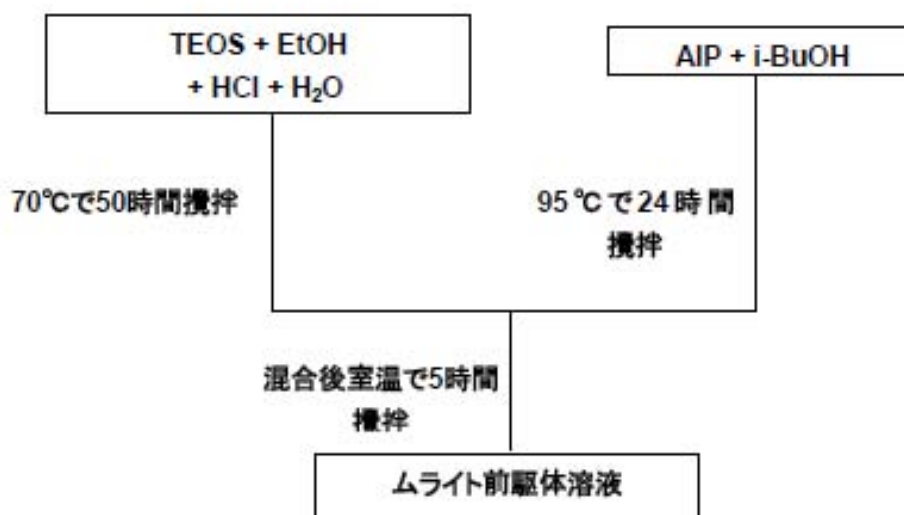 TEOS + EtOH
+ HCl + H₂O
AIP + i-BuOH
70℃で50時間攪拌
95℃で24時間
攪拌
混合後室温で5時間
攪拌
ムライト前駆体溶液